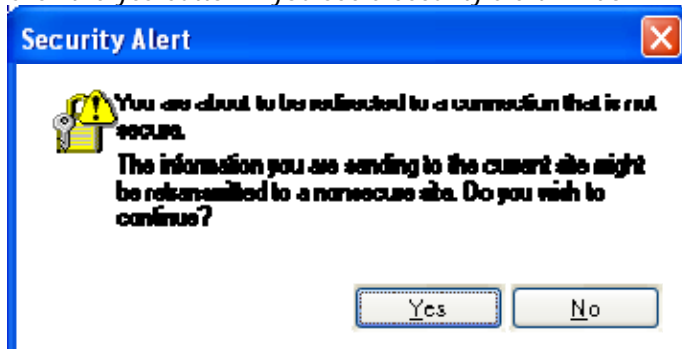 Security Alert
You are about to be redirected to a connection that is not
secure.
The information you are sending to the current site might
be retransmitted to a nonsecure site. Do you wish to
continue?
Yes No